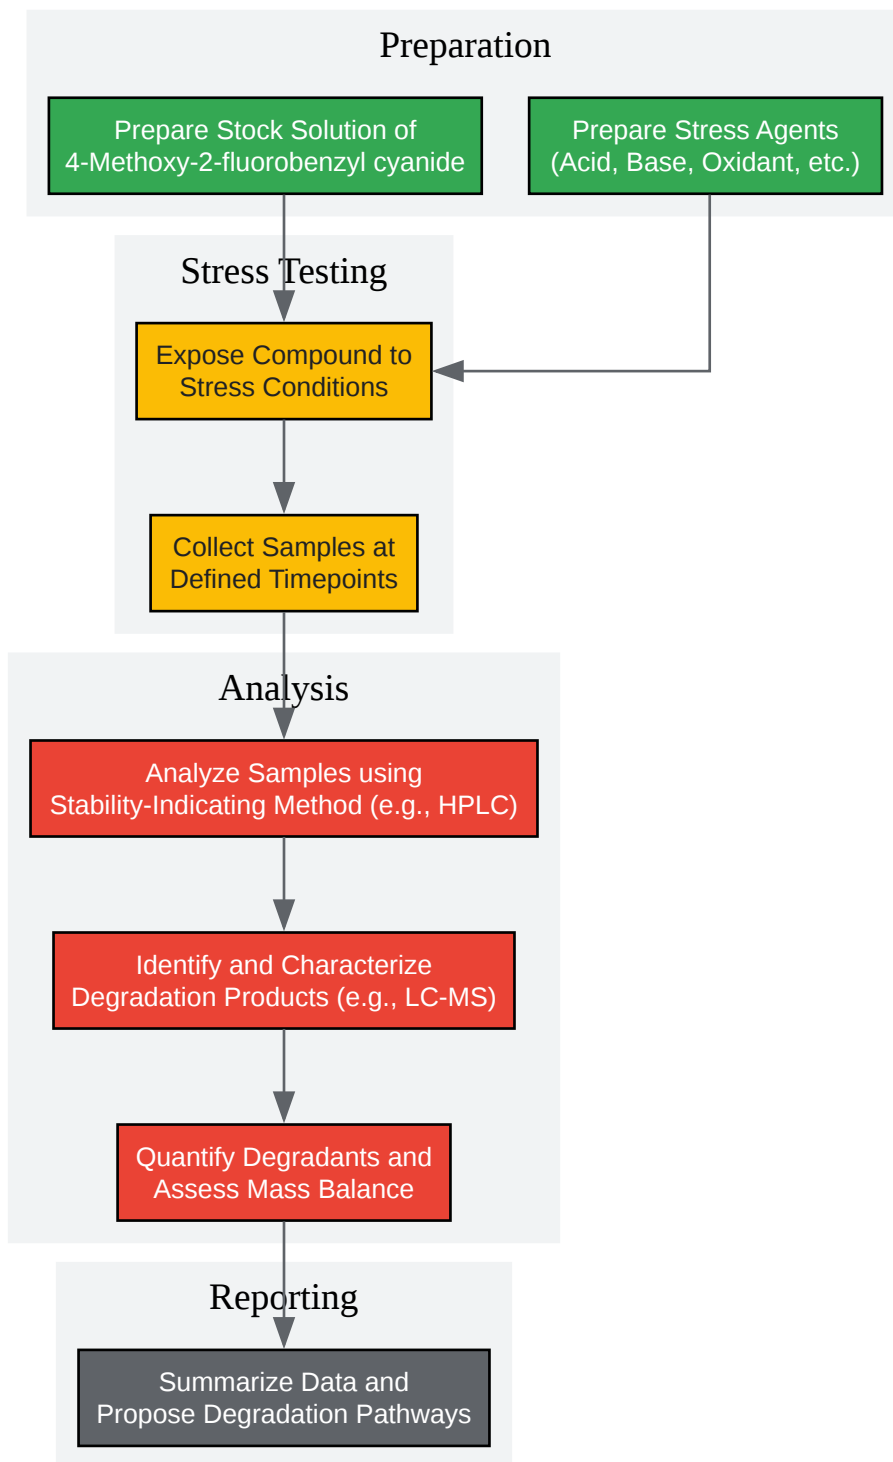 Preparation
Prepare Stock Solution of
4-Methoxy-2-fluorobenzyl cyanide
Prepare Stress Agents
(Acid, Base, Oxidant, etc.)
Stress Testing
Expose Compound to
Stress Conditions
Collect Samples at
Defined Timepoints
Analysis
Analyze Samples using
Stability-Indicating Method (e.g., HPLC)
Identify and Characterize
Degradation Products (e.g., LC-MS)
Quantify Degradants and
Assess Mass Balance
Reporting
Summarize Data and
Propose Degradation Pathways